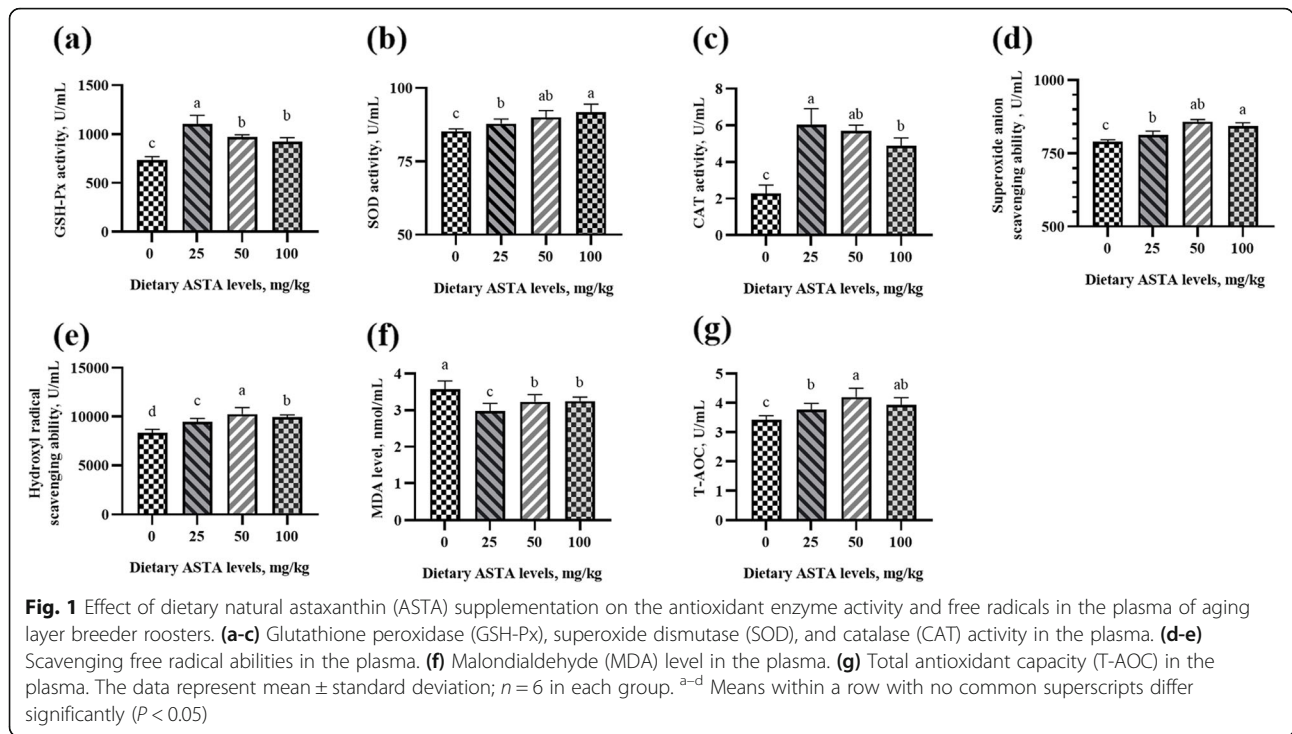 (a)
GSH-Px activity, U/mL
1500
1000
500
0
c
a
b
b
0 25 50 100
Dietary ASTA levels, mg/kg
(b)
SOD activity, U/mL
100
75
50
c
b
ab
a
0 25 50 100
Dietary ASTA levels, mg/kg
(c)
CAT activity, U/mL
8
6
4
2
0
c
a
ab
b
0 25 50 100
Dietary ASTA levels, mg/kg
(d)
Superoxide anion
scavenging ability , U/mL
1000
750
500
c
b
ab
a
0 25 50 100
Dietary ASTA levels, mg/kg
(e)
Hydroxyl radical
scavenging ability, U/mL
15000
10000
5000
0
d
c
a
b
0 25 50 100
Dietary ASTA levels, mg/kg
(f)
MDA level, nmol/mL
4
3
2
1
0
a
c
b
b
0 25 50 100
Dietary ASTA levels, mg/kg
(g)
T-AOC, U/mL
5
4
3
2
1
0
c
b
a
ab
0 25 50 100
Dietary ASTA levels, mg/kg
Fig. 1 Effect of dietary natural astaxanthin (ASTA) supplementation on the antioxidant enzyme activity and free radicals in the plasma of aging
layer breeder roosters. (a-c) Glutathione peroxidase (GSH-Px), superoxide dismutase (SOD), and catalase (CAT) activity in the plasma. (d-e)
Scavenging free radical abilities in the plasma. (f) Malondialdehyde (MDA) level in the plasma. (g) Total antioxidant capacity (T-AOC) in the
plasma. The data represent mean ± standard deviation; n = 6 in each group. a–d Means within a row with no common superscripts differ
significantly (P < 0.05)